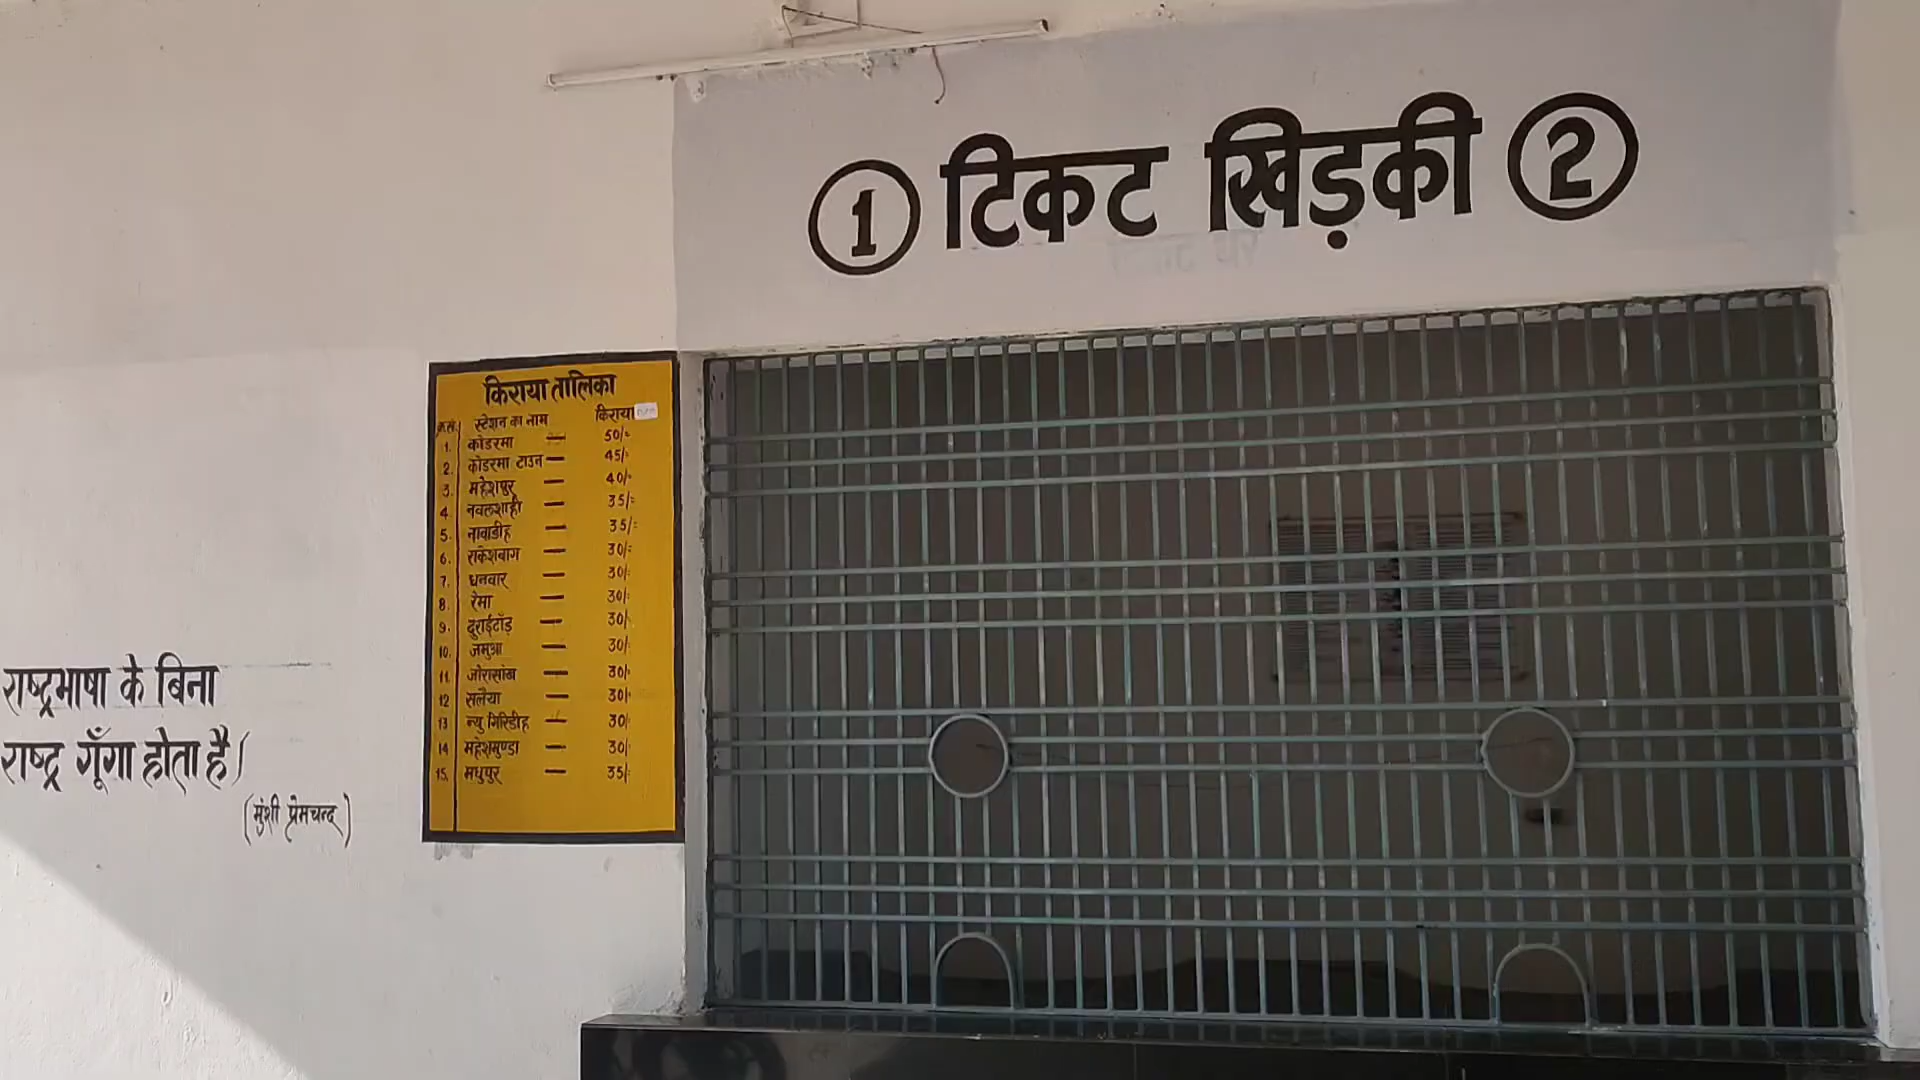 1 टिकट खिड़की 2
किराया तालिका
क्र.सं. स्टेशन का नाम किराया
1. कोडरमा — 50/-
2. कोडरमा टाउन — 45/-
3. महेशपुर — 40/-
4. नवलशाही — 35/-
5. नावाडीह — 35/-
6. राकेशबाग — 30/-
7. धनवार — 30/-
8. रेमा — 30/-
9. दुराईटाँड़ — 30/-
10. जमुआ — 30/-
11. जोरासांख — 30/-
12 सलैया — 30/-
13 न्यु गिरिडीह — 30/-
14 महेशमुण्डा — 30/-
15. मधुपुर — 35/-
राष्ट्रभाषा के बिना
राष्ट्र गूँगा होता है।
(मुंशी प्रेमचन्द)